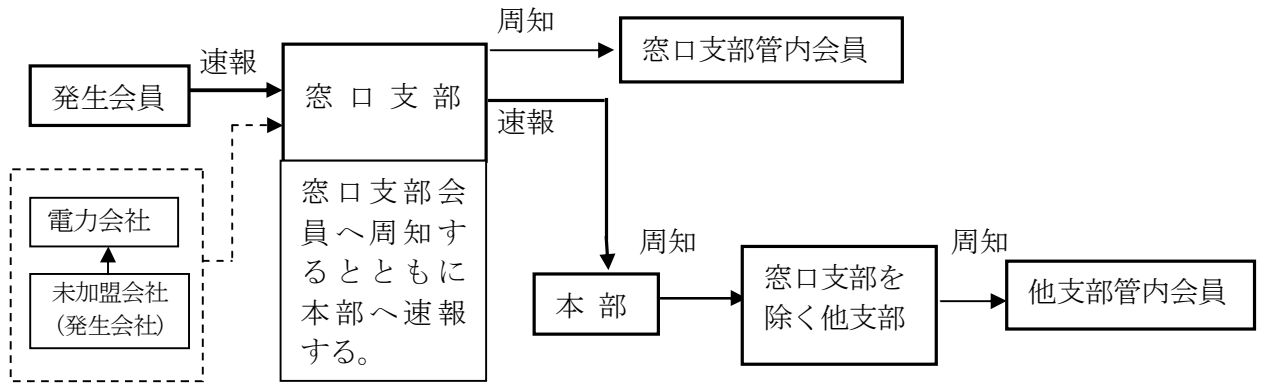 発生会員
速報
窓口支部
周知
窓口支部管内会員
速報
窓口支部会
員へ周知す
るとともに
本部へ速報
する。
電力会社
未加盟会社
(発生会社)
本部
周知
窓口支部を
除く他支部
周知
他支部管内会員